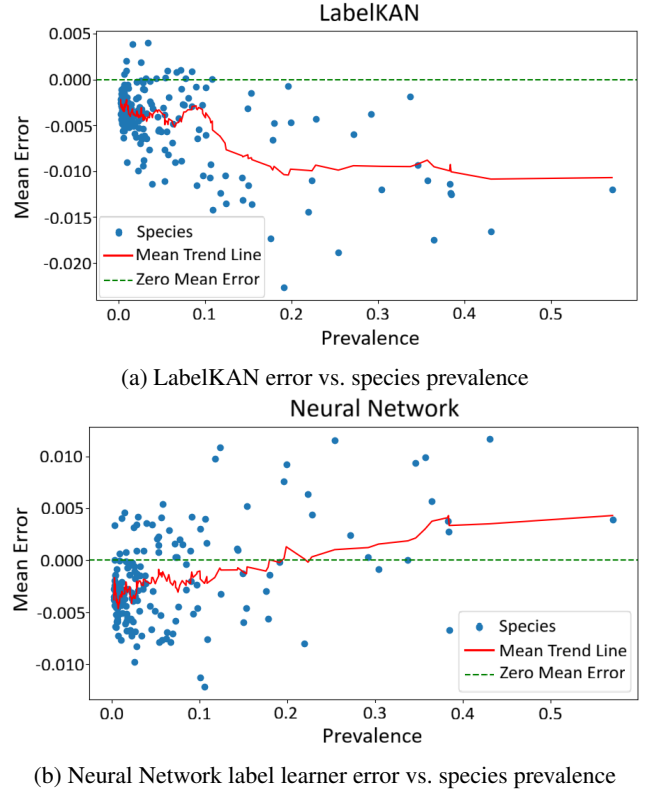 LabelKAN
0.005
0.000
-0.005
-0.010
-0.015
-0.020
Mean Error
Species
Mean Trend Line
Zero Mean Error
0.0 0.1 0.2 0.3 0.4 0.5
Prevalence
(a) LabelKAN error vs. species prevalence
Neural Network
0.010
0.005
0.000
-0.005
-0.010
Mean Error
Species
Mean Trend Line
Zero Mean Error
0.0 0.1 0.2 0.3 0.4 0.5
Prevalence
(b) Neural Network label learner error vs. species prevalence